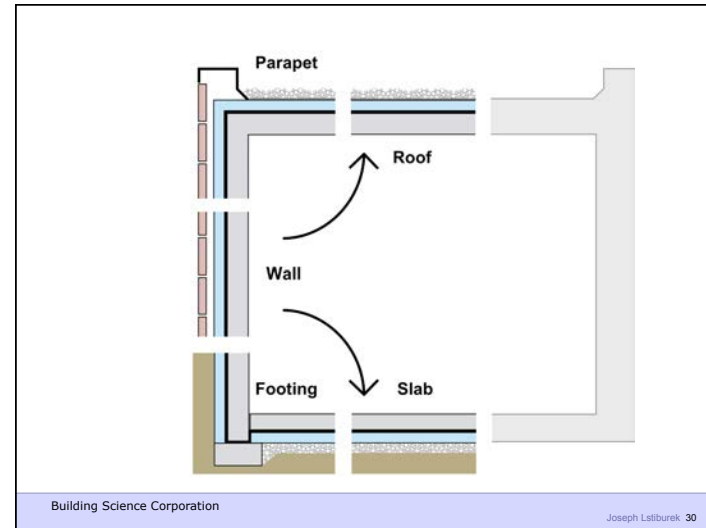 Parapet
Roof
Wall
Footing Slab
Building Science Corporation
Joseph Lstiburek 30